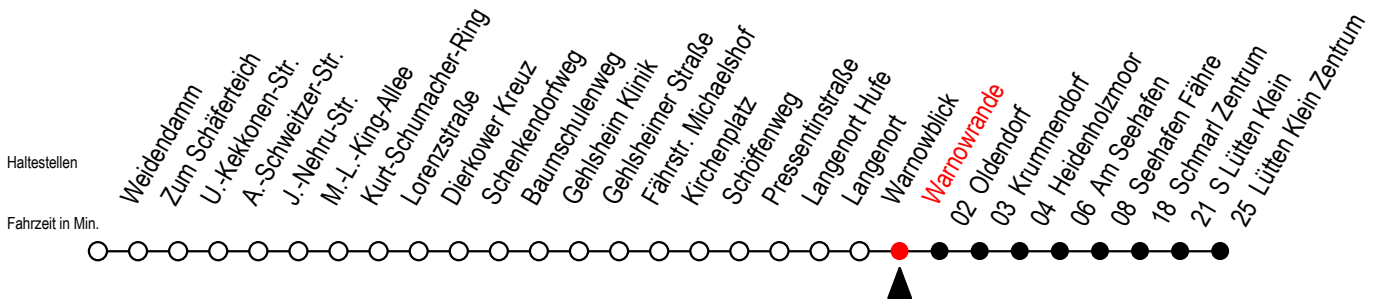 Haltestellen
Fahrzeit in Min.
Weidendamm
Zum Schäferteich
U.-Kekkonen-Str.
A.-Schweitzer-Str.
J.-Nehru-Str.
M.-L.-King-Allee
Kurt-Schumacher-Ring
Lorenzstraße
Dierkower Kreuz
Schenkendorfweg
Baumschulenweg
Gehlsheim Klinik
Gehlsheimer Straße
Fährstr. Michaelshof
Kirchenplatz
Schöffenweg
Pressentinstraße
Langenort Hufe
Langenort
Warnowblick
Warnowrande
02 Oldendorf
03 Krummendorf
04 Heidenholzmoor
06 Am Seehafen
08 Seehafen Fähre
18 Schmarl Zentrum
21 S Lütten Klein
25 Lütten Klein Zentrum